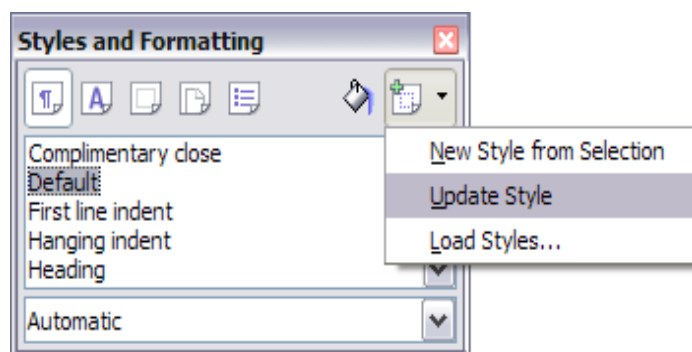 Styles and Formatting
Complimentary close
Default
First line indent
Hanging indent
Heading
Automatic
New Style from Selection
Update Style
Load Styles...